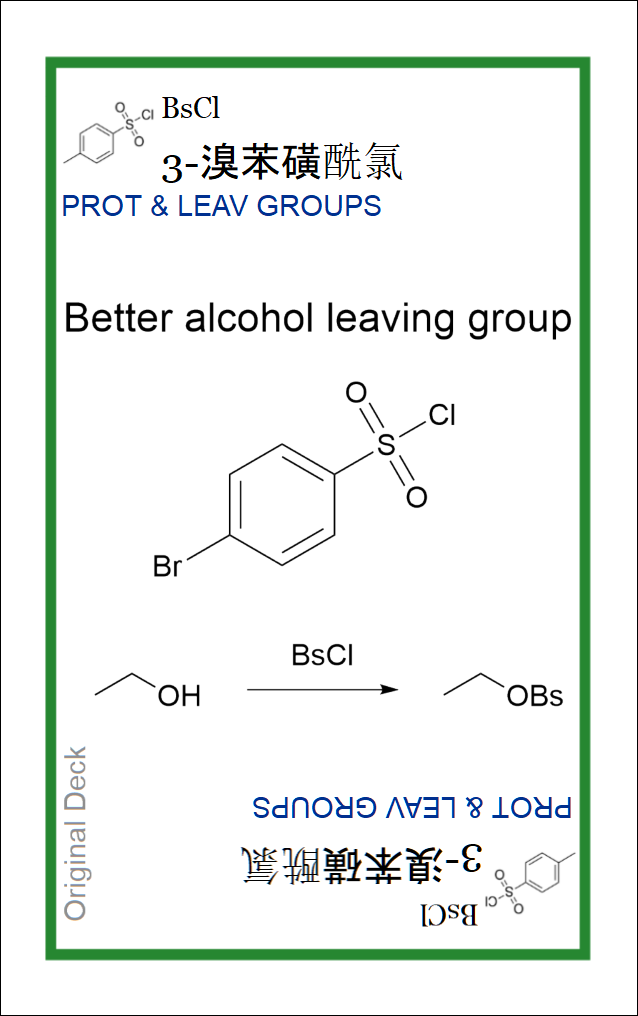 O
Cl
S
O
BsCl
3-溴苯磺酰氯
PROT & LEAV GROUPS
Better alcohol leaving group
O
Cl
S
O
Br
BsCl
OH
OBs
Original Deck
O
Cl
S
O
BsCl
3-溴苯磺酰氯
PROT & LEAV GROUPS